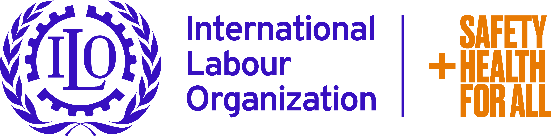 ILO
International
Labour
Organization
+ SAFETY
HEALTH
FOR ALL